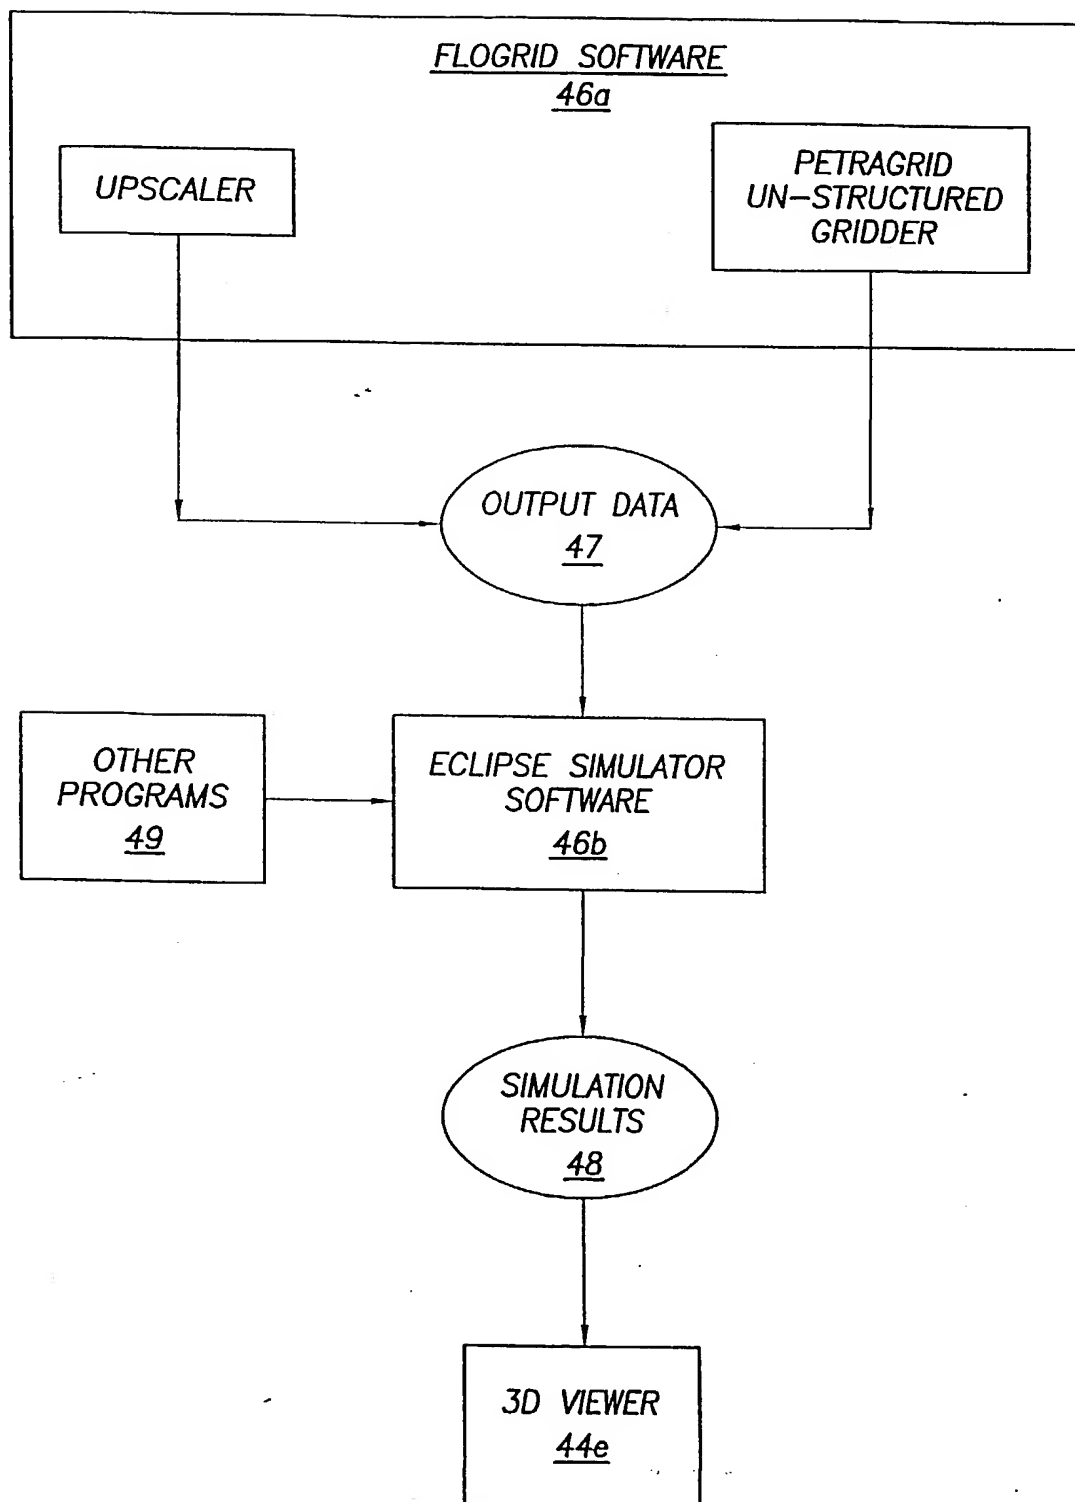 FLOGRID SOFTWARE
46a
UPSCALER
PETRAGRID
UN-STRUCTURED
GRIDDER
OUTPUT DATA
47
OTHER
PROGRAMS
49
ECLIPSE SIMULATOR
SOFTWARE
46b
SIMULATION
RESULTS
48
3D VIEWER
44e